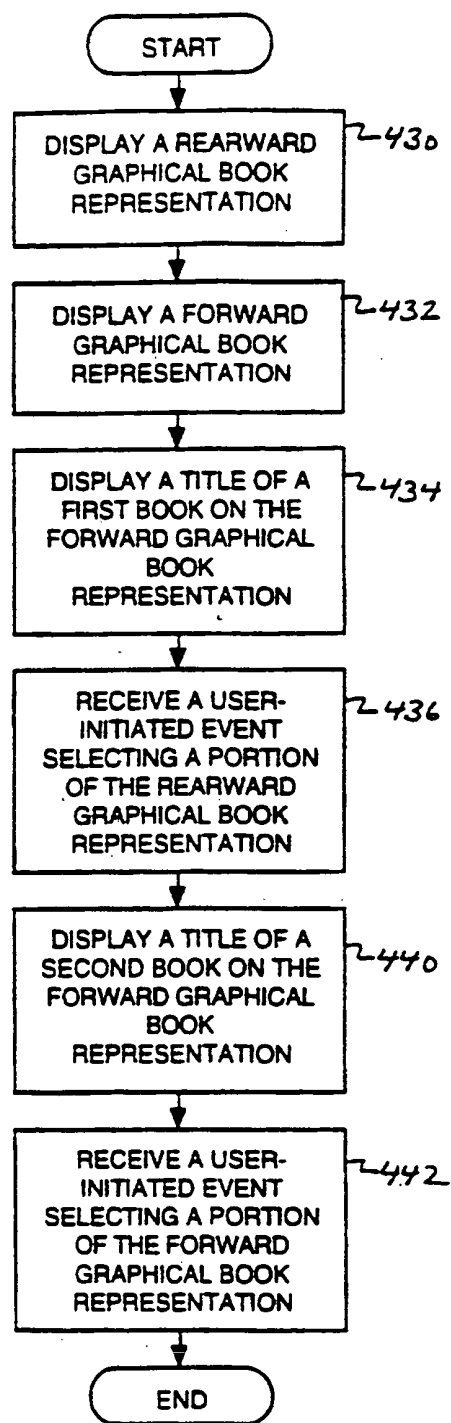 START
DISPLAY A REARWARD
GRAPHICAL BOOK
REPRESENTATION
430
DISPLAY A FORWARD
GRAPHICAL BOOK
REPRESENTATION
432
DISPLAY A TITLE OF A
FIRST BOOK ON THE
FORWARD GRAPHICAL
BOOK
REPRESENTATION
434
RECEIVE A USER-
INITIATED EVENT
SELECTING A PORTION
OF THE REARWARD
GRAPHICAL BOOK
REPRESENTATION
436
DISPLAY A TITLE OF A
SECOND BOOK ON THE
FORWARD GRAPHICAL
BOOK
REPRESENTATION
440
RECEIVE A USER-
INITIATED EVENT
SELECTING A PORTION
OF THE FORWARD
GRAPHICAL BOOK
REPRESENTATION
442
END